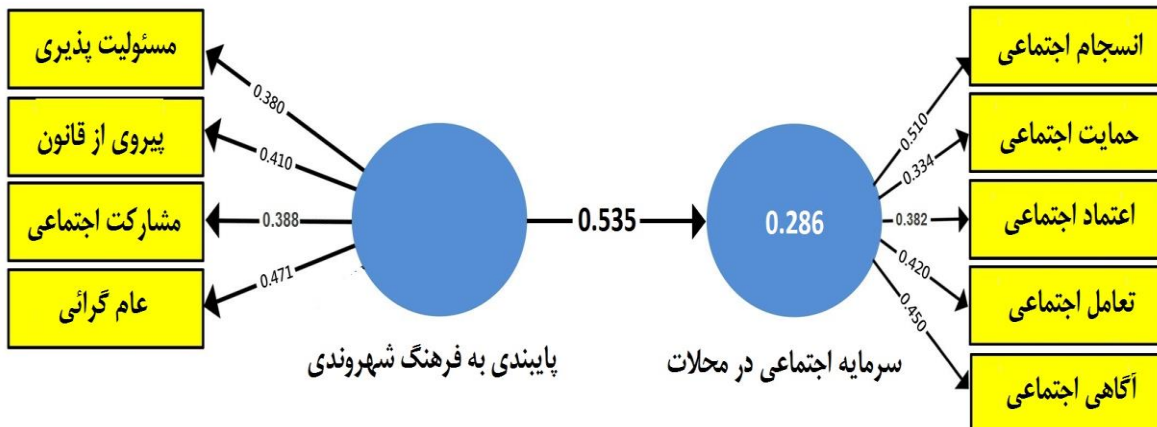 مسئولیت پذیری
پیروی از قانون
مشارکت اجتماعی
عام گرائی
0.380
0.410
0.388
0.471
پایبندی به فرهنگ شهروندی
0.535
0.286
سرمایه اجتماعی در محلات
0.510
0.334
0.382
0.420
0.450
انسجام اجتماعی
حمایت اجتماعی
اعتماد اجتماعی
تعامل اجتماعی
آگاهی اجتماعی